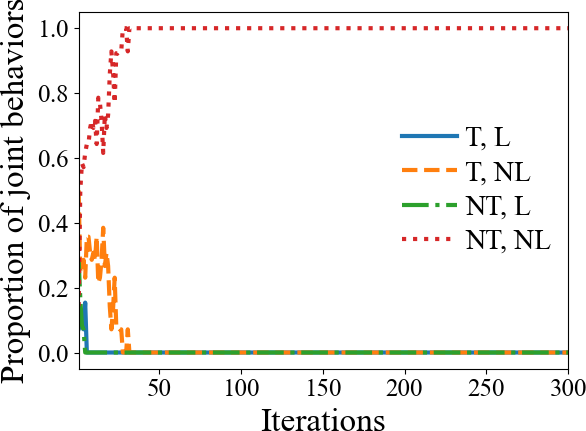 Proportion of joint behaviors
1.0
0.8
0.6
0.4
0.2
0.0
T, L
T, NL
NT, L
NT, NL
50 100 150 200 250 300
Iterations